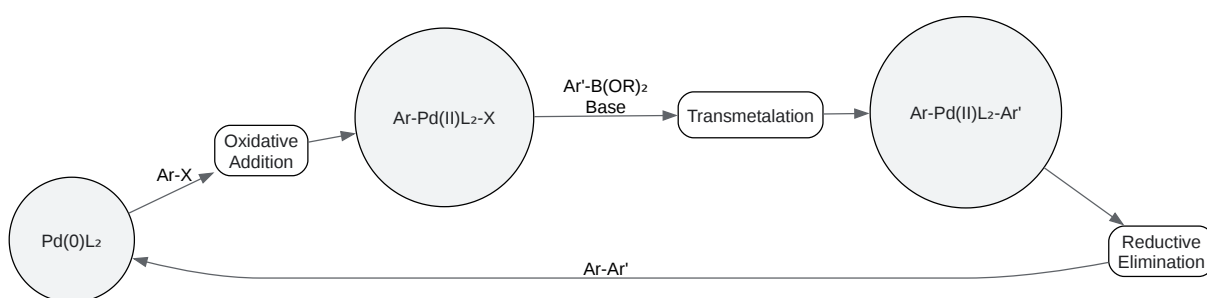 Pd(0)L₂
Ar-X
Oxidative
Addition
Ar-Pd(II)L₂-X
Ar'-B(OR)₂
Base
Transmetalation
Ar-Pd(II)L₂-Ar'
Reductive
Elimination
Ar-Ar'